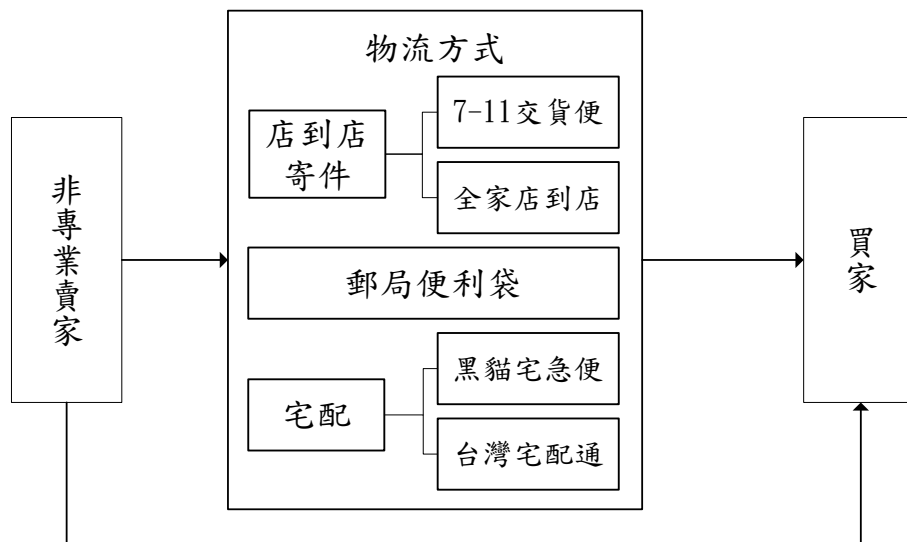 物流方式
店到店
寄件
7-11交貨便
全家店到店
郵局便利袋
宅配
黑貓宅急便
台灣宅配通
非專業賣家
買家